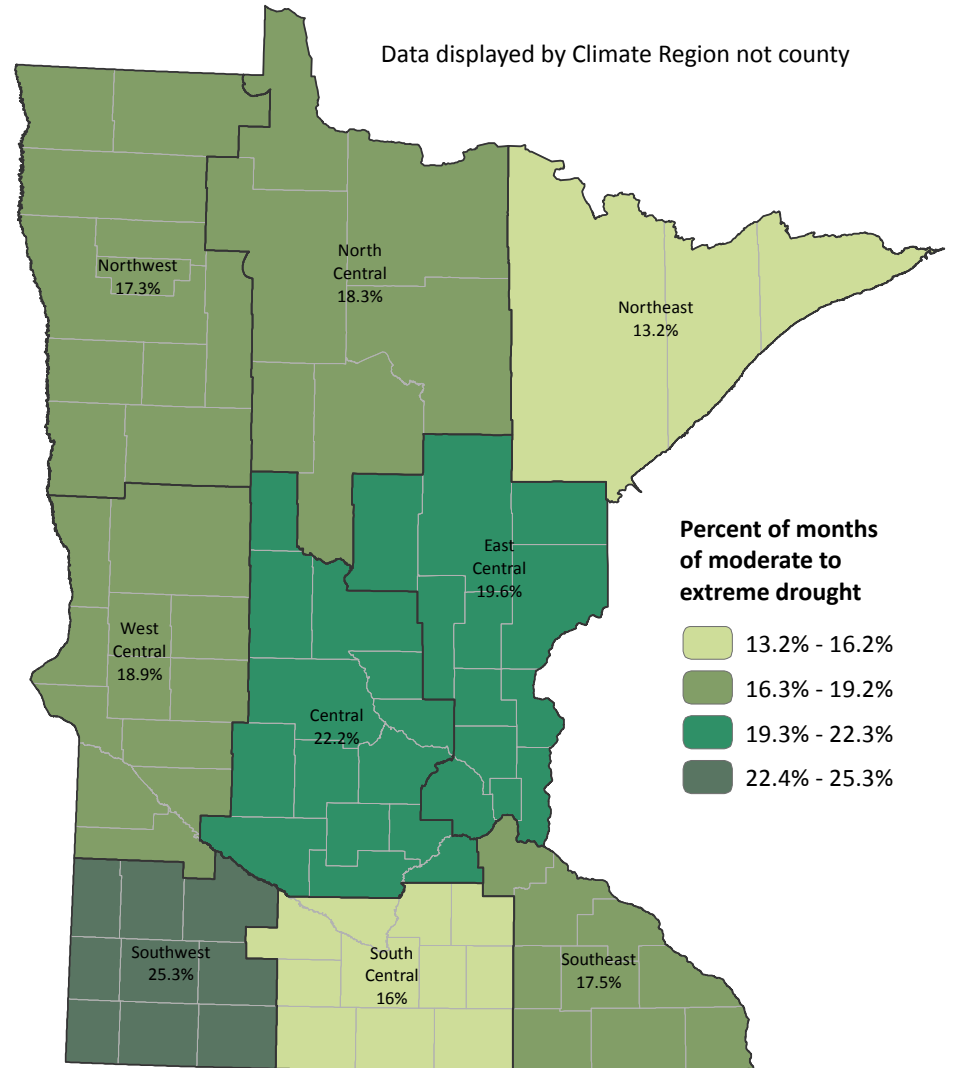 Data displayed by Climate Region not county
Northwest
17.3%
North
Central
18.3%
Northeast
13.2%
East
Central
19.6%
West
Central
18.9%
Central
22.2%
Southwest
25.3%
South
Central
16%
Southeast
17.5%
Percent of months
of moderate to
extreme drought
13.2% - 16.2%
16.3% - 19.2%
19.3% - 22.3%
22.4% - 25.3%